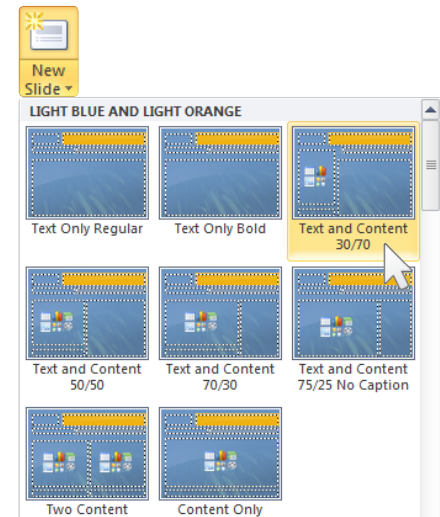 New
Slide
LIGHT BLUE AND LIGHT ORANGE
Text Only Regular
Text Only Bold
Text and Content
30/70
Text and Content
50/50
Text and Content
70/30
Text and Content
75/25 No Caption
Two Content
Content Only